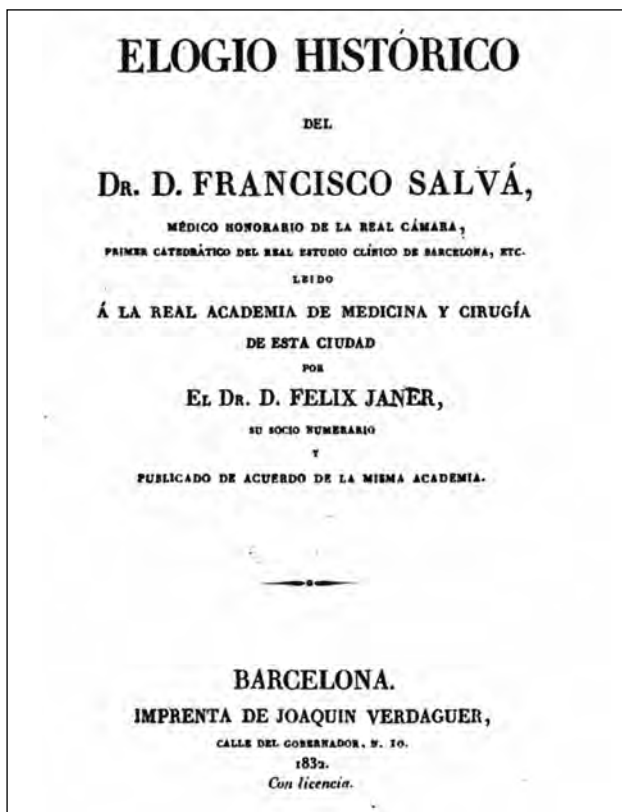 ELOGIO HISTÓRICO
DEL
DR. D. FRANCISCO SALVÁ,
MÉDICO HONORARIO DE LA REAL CÁMARA,
PRIMER CATEDRÁTICO DEL REAL ESTUDIO CLÍNICO DE BARCELONA, ETC.
LEIDO
Á LA REAL ACADEMIA DE MEDICINA Y CIRUGÍA
DE ESTA CIUDAD
POR
EL DR. D. FELIX JANER,
SU SOCIO NUMERARIO
Y
PUBLICADO DE ACUERDO DE LA MISMA ACADEMIA.
BARCELONA.
IMPRENTA DE JOAQUIN VERDAGUER,
CALLE DEL GOBERNADOR, N. 10.
1832.
Con licencia.